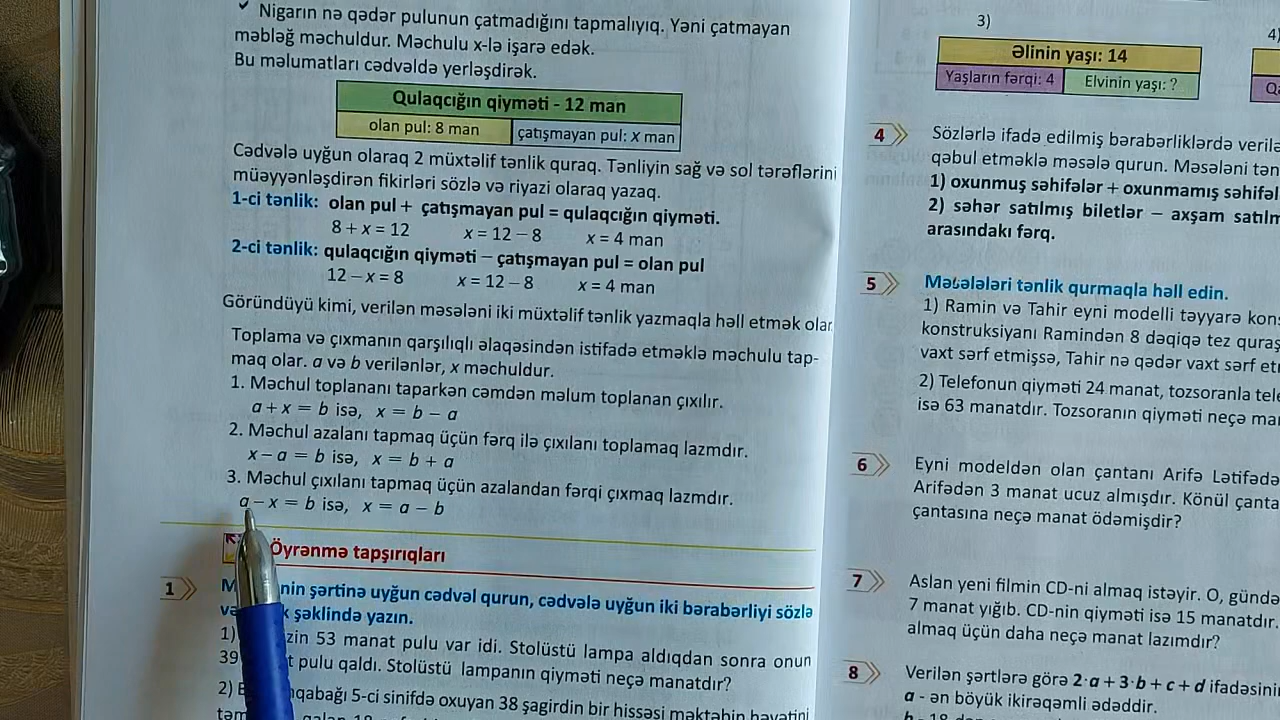 Nigarın nə qədər pulunun çatmadığını tapmalıyıq. Yəni çatmayan
məbləğ məchuldur. Məchulu x-lə işarə edək.
Bu məlumatları cədvəldə yerləşdirək.
Qulaqcığın qiyməti - 12 man
olan pul: 8 man
çatışmayan pul: x man
Cədvələ uyğun olaraq 2 müxtəlif tənlik quraq. Tənliyin sağ və sol tərəflərini
müəyyənləşdirən fikirləri sözlə və riyazi olaraq yazaq.
1-ci tənlik: olan pul + çatışmayan pul = qulaqcığın qiyməti.
8 + x = 12 x = 12 – 8 x = 4 man
2-ci tənlik: qulaqcığın qiyməti – çatışmayan pul = olan pul
12 – x = 8 x = 12 – 8 x = 4 man
Göründüyü kimi, verilən məsələni iki müxtəlif tənlik yazmaqla həll etmək olar
Toplama və çıxmanın qarşılıqlı əlaqəsindən istifadə etməklə məchulu tap-
maq olar. a və b verilənlər, x məchuldur.
1. Məchul toplananı taparkən cəmdən məlum toplanan çıxılır.
a + x = b isə, x = b – a
2. Məchul azalanı tapmaq üçün fərq ilə çıxılanı toplamaq lazmdır.
x – a = b isə, x = b + a
3. Məchul çıxılanı tapmaq üçün azalandan fərqi çıxmaq lazmdır.
a – x = b isə, x = a – b
Öyrənmə tapşırıqları
1
nin şərtinə uyğun cədvəl qurun, cədvələ uyğun iki bərabərliyi sözlə
şəklində yazın.
1) 53 manat pulu var idi. Stolüstü lampa aldıqdan sonra onun
39 pulu qaldı. Stolüstü lampanın qiyməti neçə manatdır?
2) 5-ci sinifdə oxuyan 38 şagirdin bir hissəsi məktəbin həyətini
3)
Əlinin yaşı: 14
Yaşların fərqi: 4
Elvinin yaşı: ?
4)
4
Sözlərlə ifadə edilmiş bərabərliklərdə
qəbul etməklə məsələ qurun. Məsələni
1) oxunmuş səhifələr + oxunmamış
2) səhər satılmış biletlər – axşam
arasındakı fərq.
5
Məsələləri tənlik qurmaqla həll edin.
1) Ramin və Tahir eyni modelli təyyarə
konstruksiyanı Ramindən 8 dəqiqə tez
vaxt sərf etmişsə, Tahir nə qədər vaxt sərf
2) Telefonun qiyməti 24 manat, tozsoranla
isə 63 manatdır. Tozsoranın qiyməti neçə
6
Eyni modeldən olan çantanı Arifə
Arifədən 3 manat ucuz almışdır. Könül
çantasına neçə manat ödəmişdir?
7
Aslan yeni filmin CD-ni almaq istəyir. O,
7 manat yığıb. CD-nin qiyməti isə 15 manatdır.
almaq üçün daha neçə manat lazımdır?
8
Verilən şərtlərə görə 2·a + 3·b + c + d
a - ən böyük ikirəqəmli ədəddir.